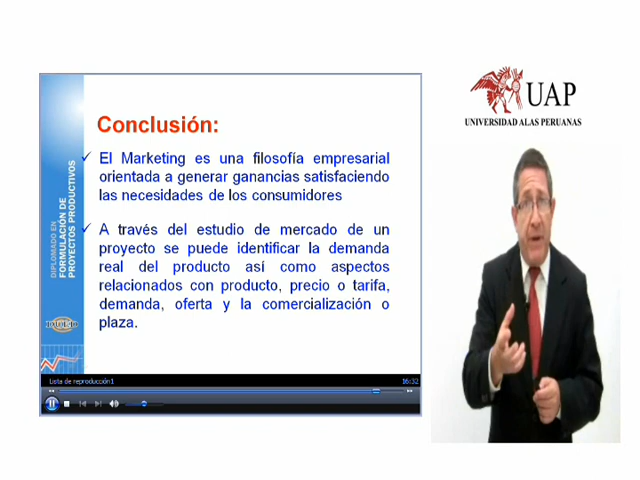 UAP
UNIVERSIDAD ALAS PERUANAS
Conclusión:
El Marketing es una filosofía empresarial
orientada a generar ganancias satisfaciendo
las necesidades de los consumidores
A través del estudio de mercado de un
proyecto se puede identificar la demanda
real del producto así como aspectos
relacionados con producto, precio o tarifa,
demanda, oferta y la comercialización o
plaza.
DIPLOMADO EN
FORMULACIÓN DE
PROYECTOS PRODUCTIVOS
DUED
Lista de reproducción1
16:32